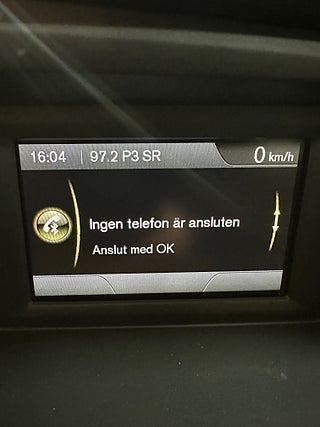 16:04 | 97.2 P3 SR 0 km/h
Ingen telefon är ansluten
Anslut med OK